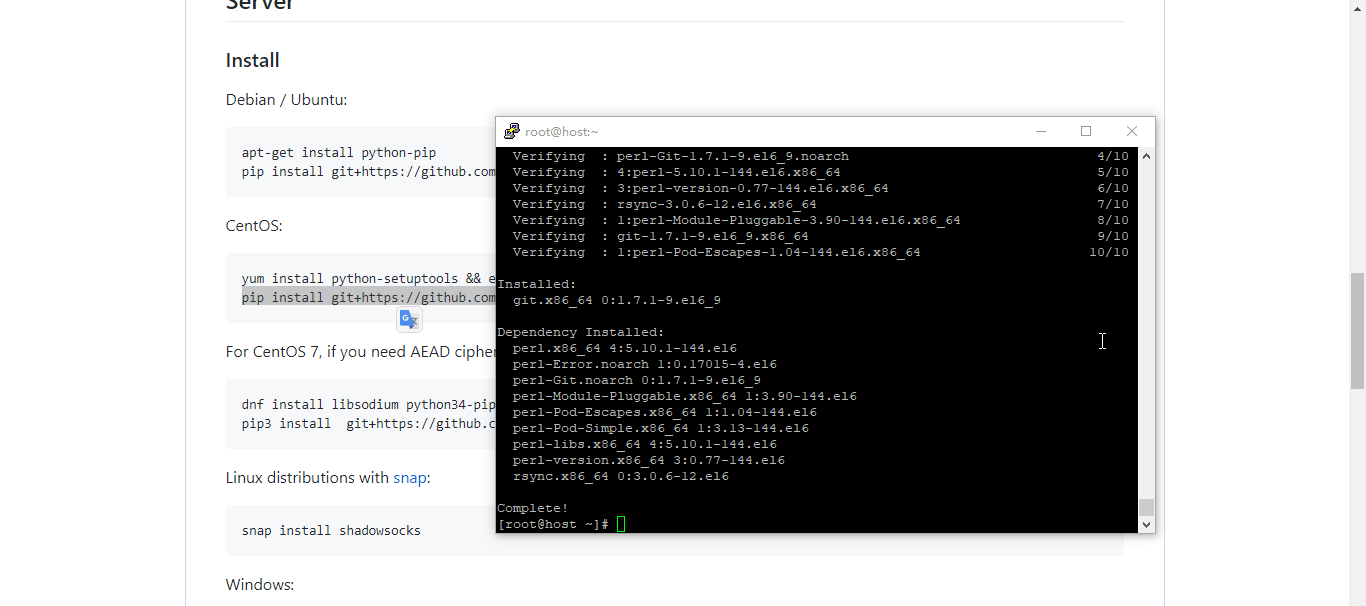 Server
Install
Debian / Ubuntu:
apt-get install python-pip
pip install git+https://github.com
CentOS:
yum install python-setuptools && e
pip install git+https://github.com
For CentOS 7, if you need AEAD cipher
dnf install libsodium python34-pip
pip3 install  git+https://github.c
Linux distributions with snap:
snap install shadowsocks
Windows:
root@host:~
Verifying  : perl-Git-1.7.1-9.el6_9.noarch 4/10
Verifying  : 4:perl-5.10.1-144.el6.x86_64 5/10
Verifying  : 3:perl-version-0.77-144.el6.x86_64 6/10
Verifying  : rsync-3.0.6-12.el6.x86_64 7/10
Verifying  : 1:perl-Module-Pluggable-3.90-144.el6.x86_64 8/10
Verifying  : git-1.7.1-9.el6_9.x86_64 9/10
Verifying  : 1:perl-Pod-Escapes-1.04-144.el6.x86_64 10/10
Installed:
git.x86_64 0:1.7.1-9.el6_9
Dependency Installed:
perl.x86_64 4:5.10.1-144.el6
perl-Error.noarch 1:0.17015-4.el6
perl-Git.noarch 0:1.7.1-9.el6_9
perl-Module-Pluggable.x86_64 1:3.90-144.el6
perl-Pod-Escapes.x86_64 1:1.04-144.el6
perl-Pod-Simple.x86_64 1:3.13-144.el6
perl-libs.x86_64 4:5.10.1-144.el6
perl-version.x86_64 3:0.77-144.el6
rsync.x86_64 0:3.0.6-12.el6
Complete!
[root@host ~]#